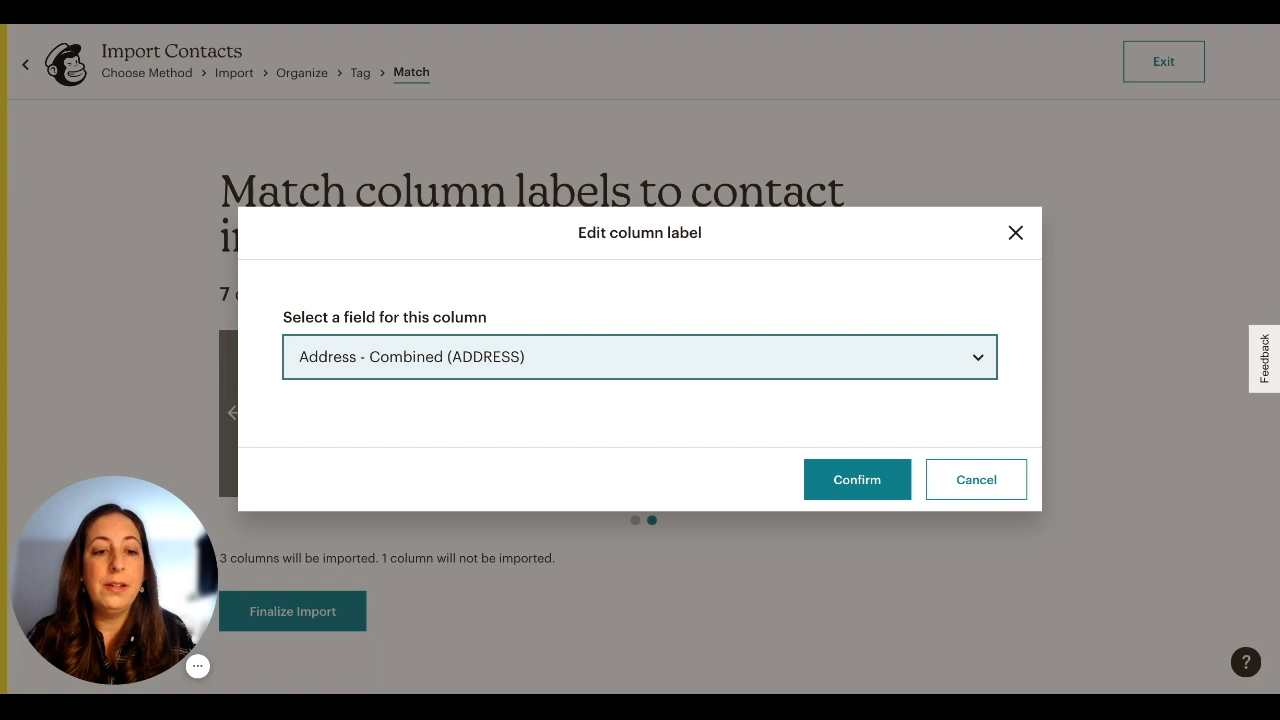 Import Contacts
Choose Method > Import > Organize > Tag > Match
Exit
Match column labels to contact
Edit column label
7
Select a field for this column
Address - Combined (ADDRESS)
Feedback
Confirm
Cancel
3 columns will be imported. 1 column will not be imported.
Finalize Import
?